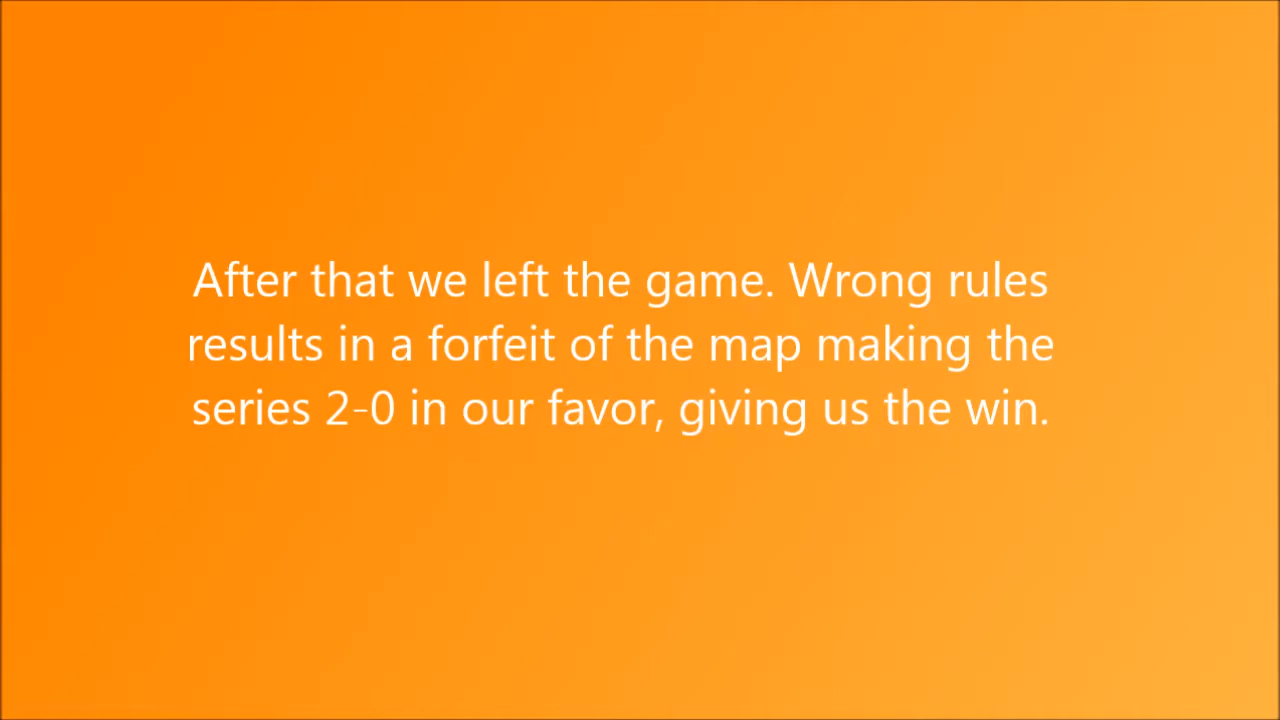 After that we left the game. Wrong rules
results in a forfeit of the map making the
series 2-0 in our favor, giving us the win.